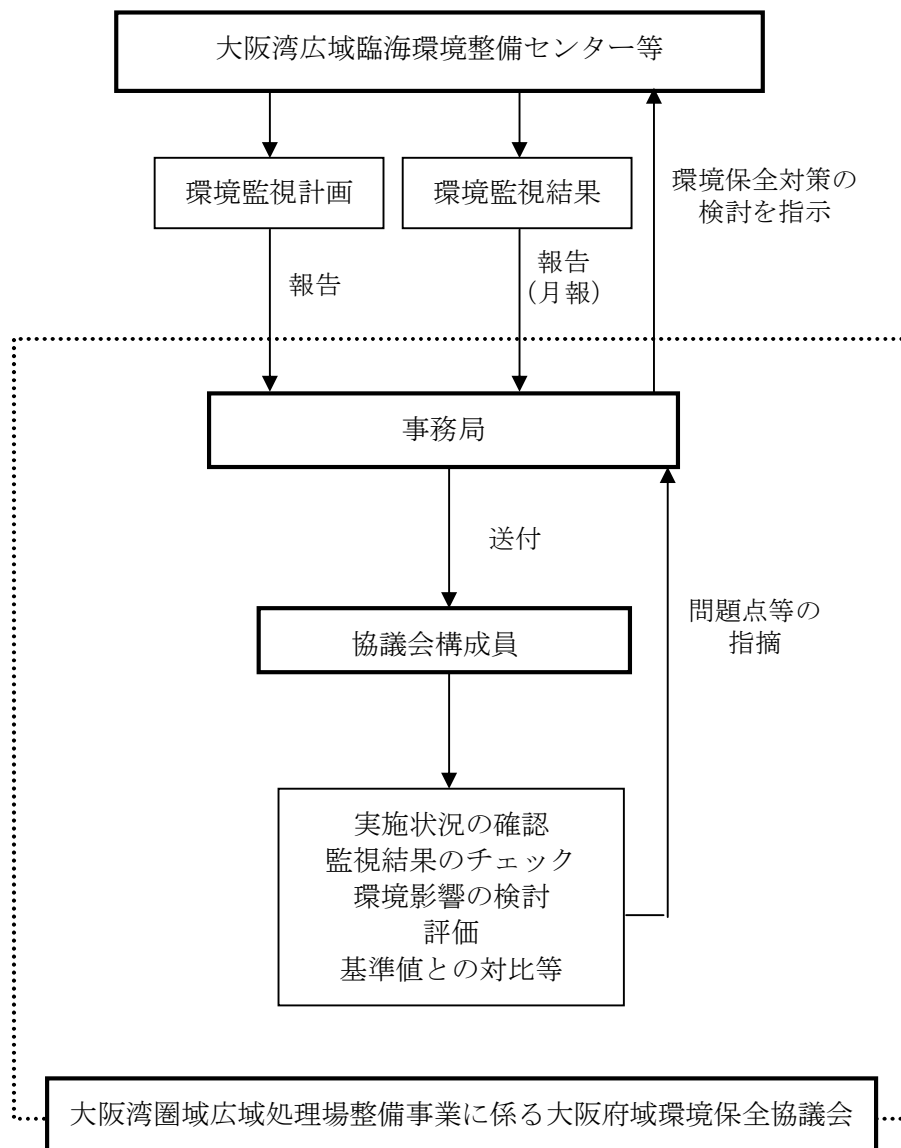 大阪湾広域臨海環境整備センター等
環境監視計画
環境監視結果
環境保全対策の
検討を指示
報告
報告
（月報）
事務局
送付
協議会構成員
問題点等の
指摘
実施状況の確認
監視結果のチェック
環境影響の検討
評価
基準値との対比等
大阪湾圏域広域処理場整備事業に係る大阪府域環境保全協議会